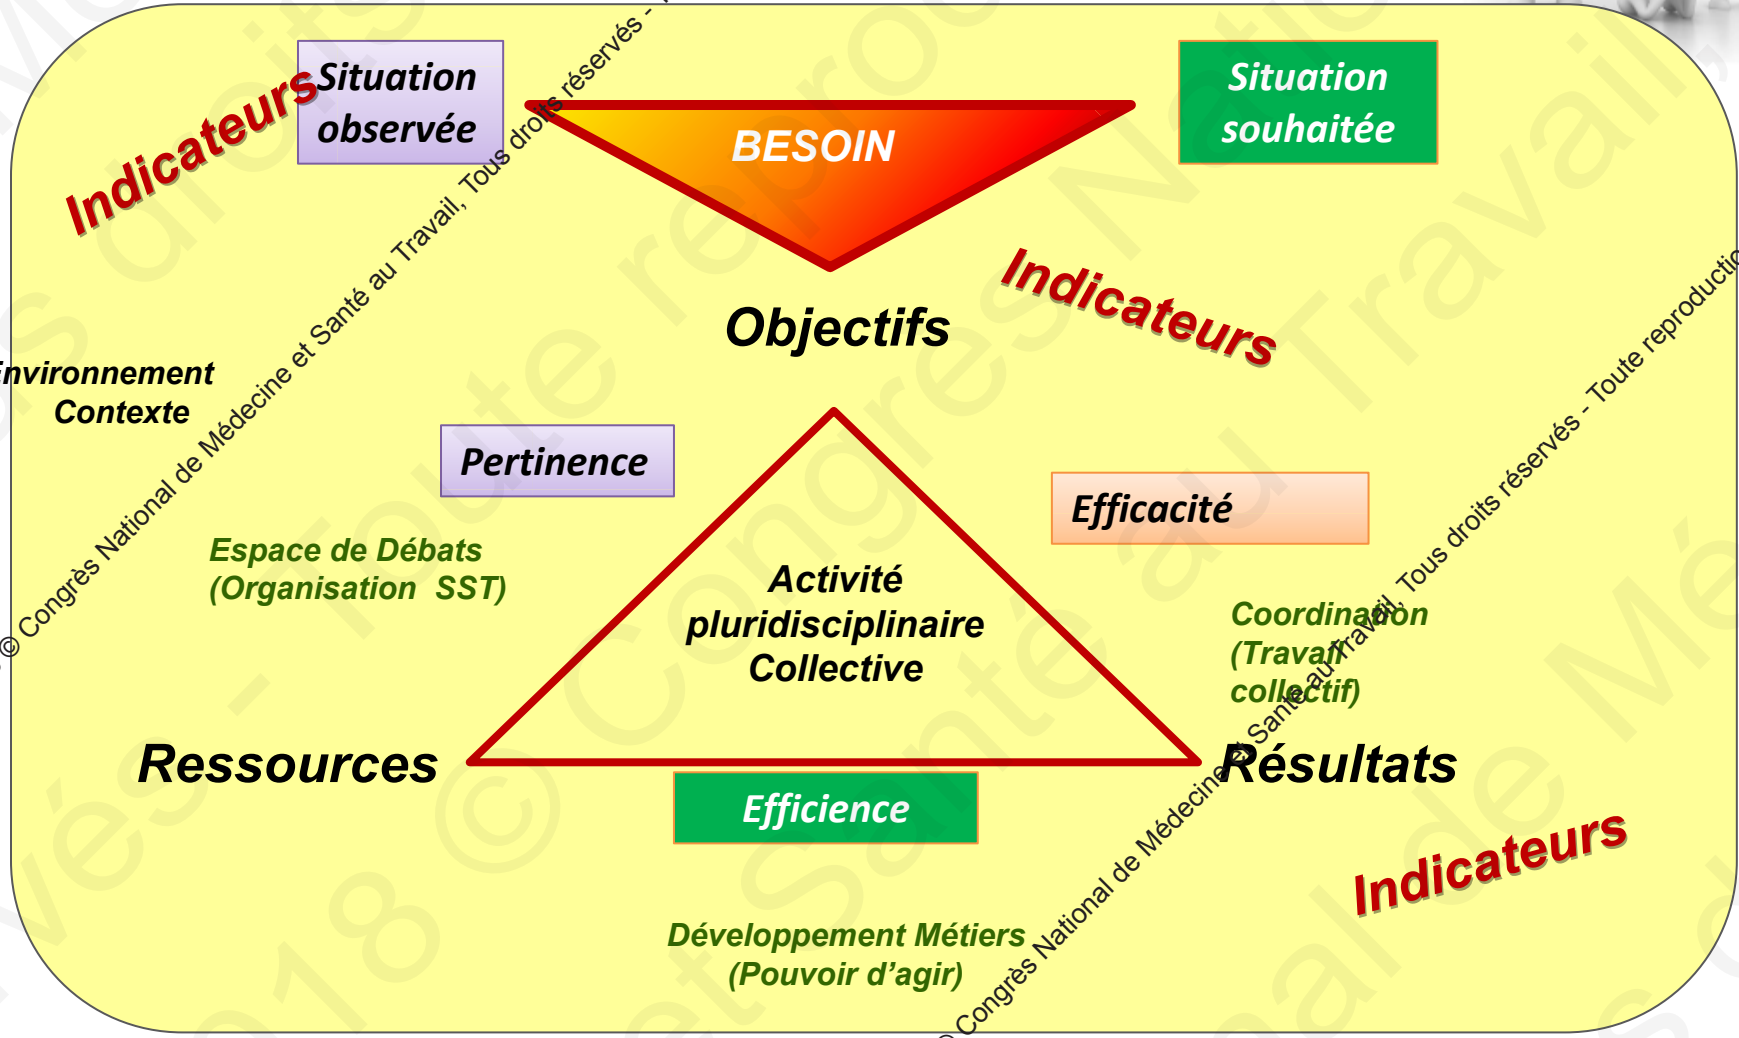 Situation
observée
Indicateurs
BESOIN
Situation
souhaitée
Objectifs
Indicateurs
nvironnement
Contexte
Pertinence
Efficacité
Espace de Débats
(Organisation SST)
Activité
pluridisciplinaire
Collective
Coordination
(Travail
collectif)
Ressources
Résultats
Efficience
Indicateurs
Développement Métiers
(Pouvoir d'agir)
© Congrès National de Médecine et Santé au Travail, Tous droits réservés -
© Congrès National de Médecine et Santé au Travail, Tous droits réservés - Toute reproductio